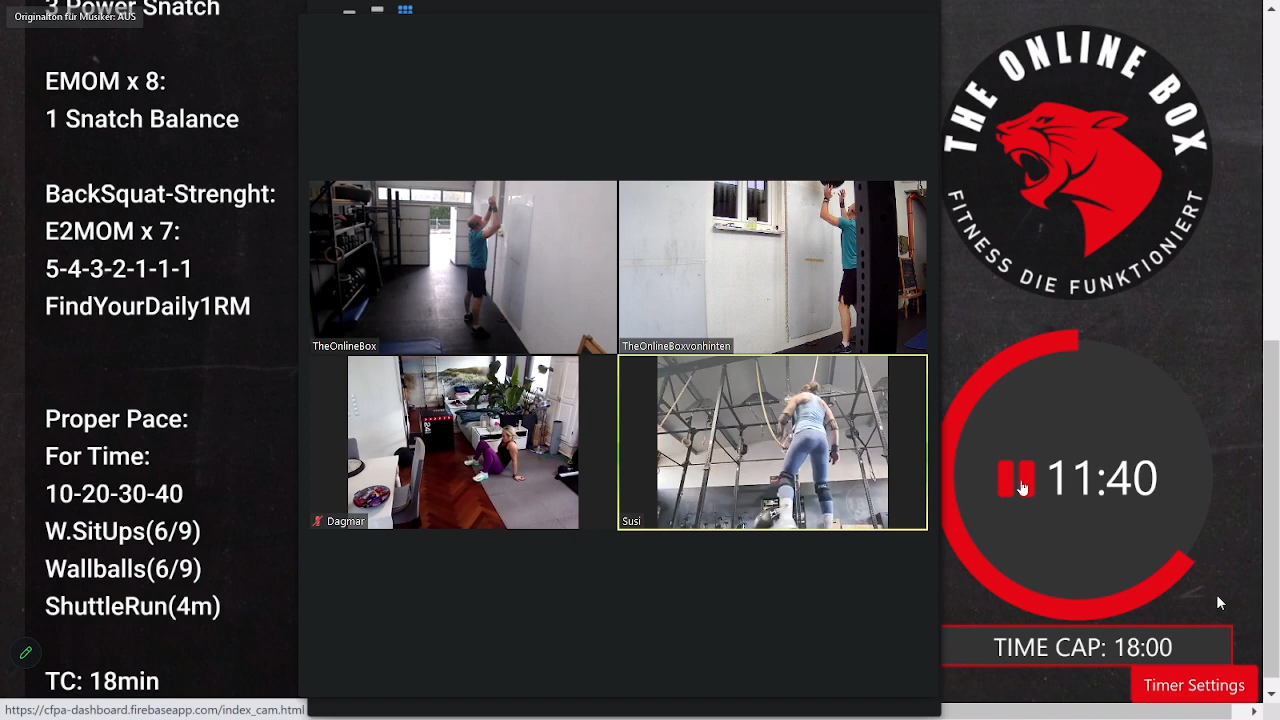 3 Power Snatch
Originalton für Musiker: AUS
EMOM x 8:
1 Snatch Balance
BackSquat-Strenght:
E2MOM x 7:
5-4-3-2-1-1-1
FindYourDaily1RM
Proper Pace:
For Time:
10-20-30-40
W.SitUps(6/9)
Wallballs(6/9)
ShuttleRun(4m)
TC: 18min
https://cfpa-dashboard.firebaseapp.com/index_cam.html
TheOnlineBox
TheOnlineBoxvonhinten
Dagmar
Susi
THE ONLINE BOX
FITNESS DIE FUNKTIONIERT
11:40
TIME CAP: 18:00
Timer Settings